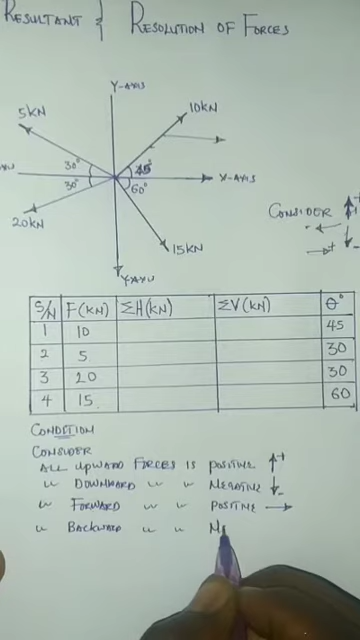 RESULTANT & RESOLUTION OF FORCES
Y-AXIS
5KN
10KN
30°
45°
30°
60°
X-AXIS
20KN
15KN
Y-AXIS
CONSIDER + -
- +
S/N F(KN) ΣH(KN) ΣV(KN) θ°
1 10 45
2 5 30
3 20 30
4 15 60
CONDITION
CONSIDER
ALL UPWARD FORCES IS POSITIVE +
" DOWNWARD " " NEGATIVE -
" FORWARD " " POSTIVE
" BACKWARD " " NE